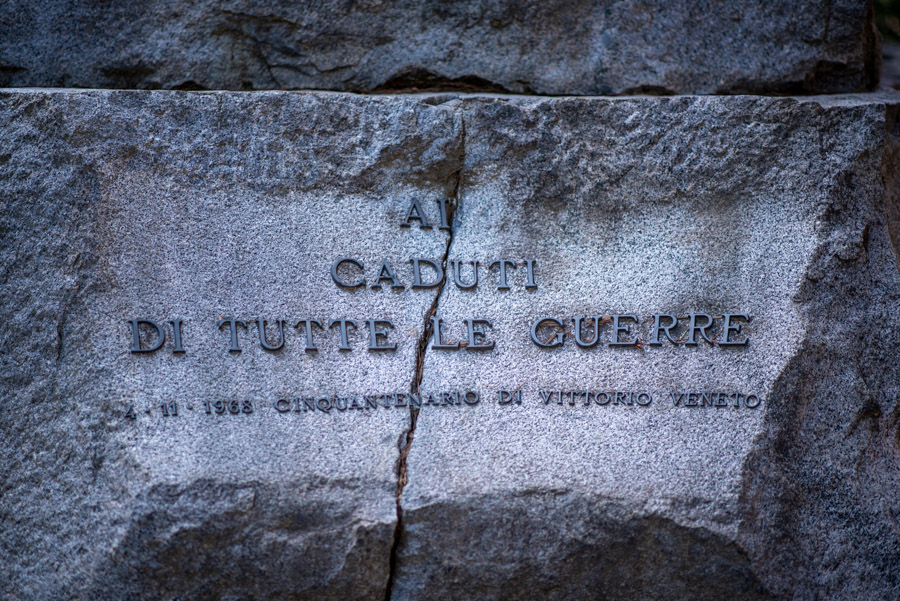 AI
CADUTI
DI TUTTE LE GUERRE
4 · 11 · 1968 CINQUANTENARIO DI VITTORIO VENETO